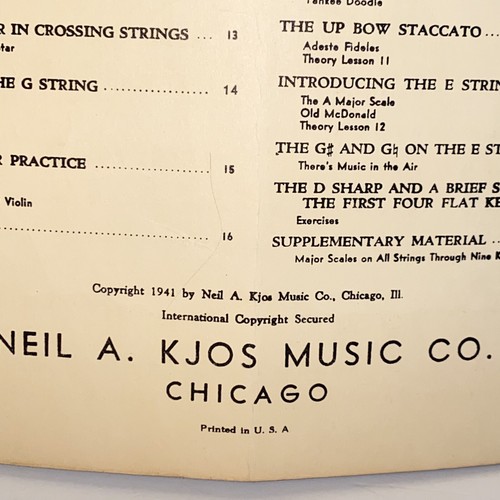 R IN CROSSING STRINGS ... 13
tar
HE G STRING ........................ 14
R PRACTICE ........................ 15
Violin
........................ 16
Yankee Doodle
THE UP BOW STACCATO ...
Adeste Fideles
Theory Lesson 11
INTRODUCING THE E STRIN
The A Major Scale
Old McDonald
Theory Lesson 12
THE G♯ AND G♮ ON THE E ST
There's Music in the Air
THE D SHARP AND A BRIEF S
THE FIRST FOUR FLAT KE
Exercises
SUPPLEMENTARY MATERIAL ..
Major Scales on All Strings Through Nine K
Copyright 1941 by Neil A. Kjos Music Co., Chicago, Ill.
International Copyright Secured
NEIL A. KJOS MUSIC CO.
CHICAGO
Printed in U. S. A